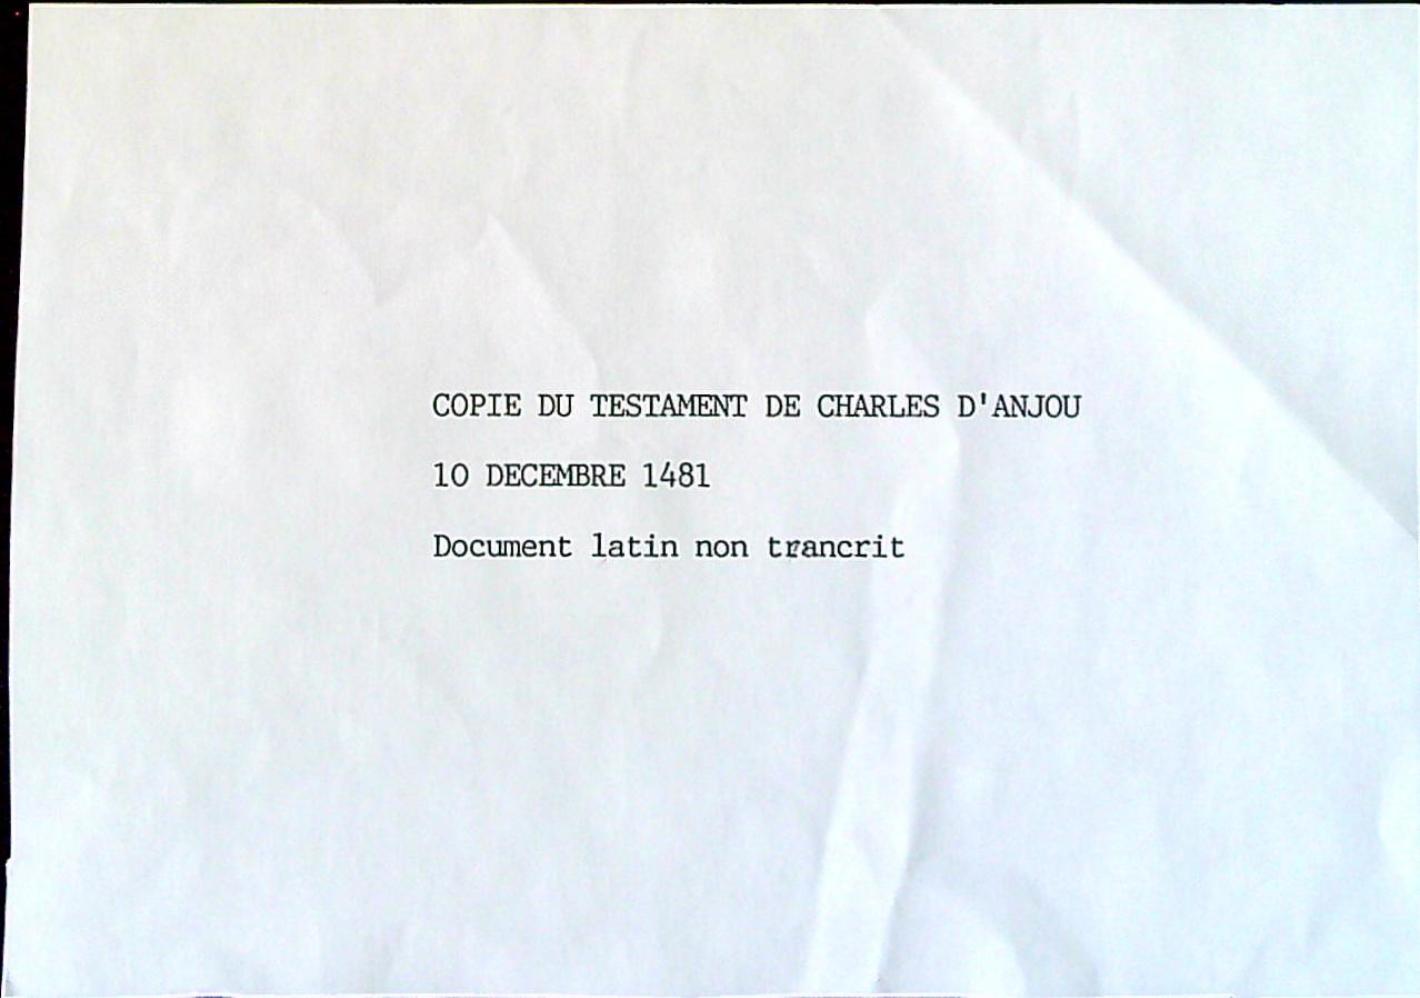 COPIE DU TESTAMENT DE CHARLES D'ANJOU
10 DECEMBRE 1481
Document latin non trancrit